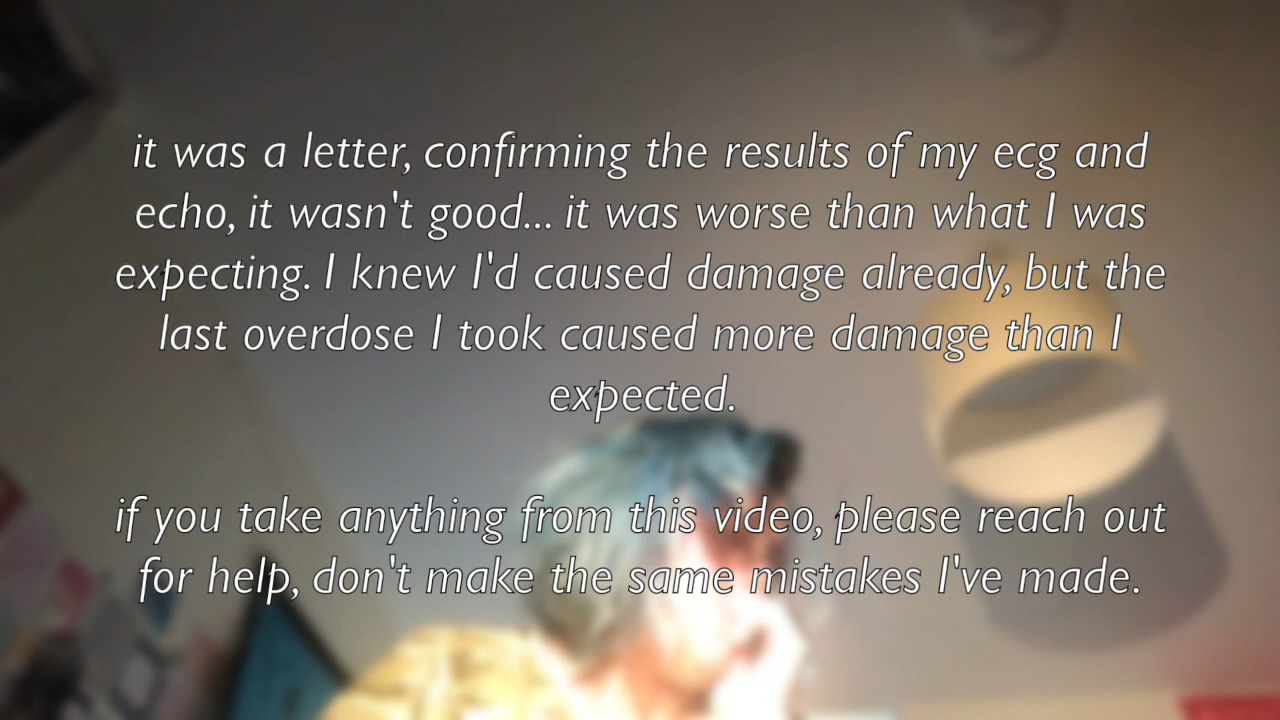 it was a letter, confirming the results of my ecg and
echo, it wasn't good... it was worse than what I was
expecting. I knew I'd caused damage already, but the
last overdose I took caused more damage than I
expected.
if you take anything from this video, please reach out
for help, don't make the same mistakes I've made.